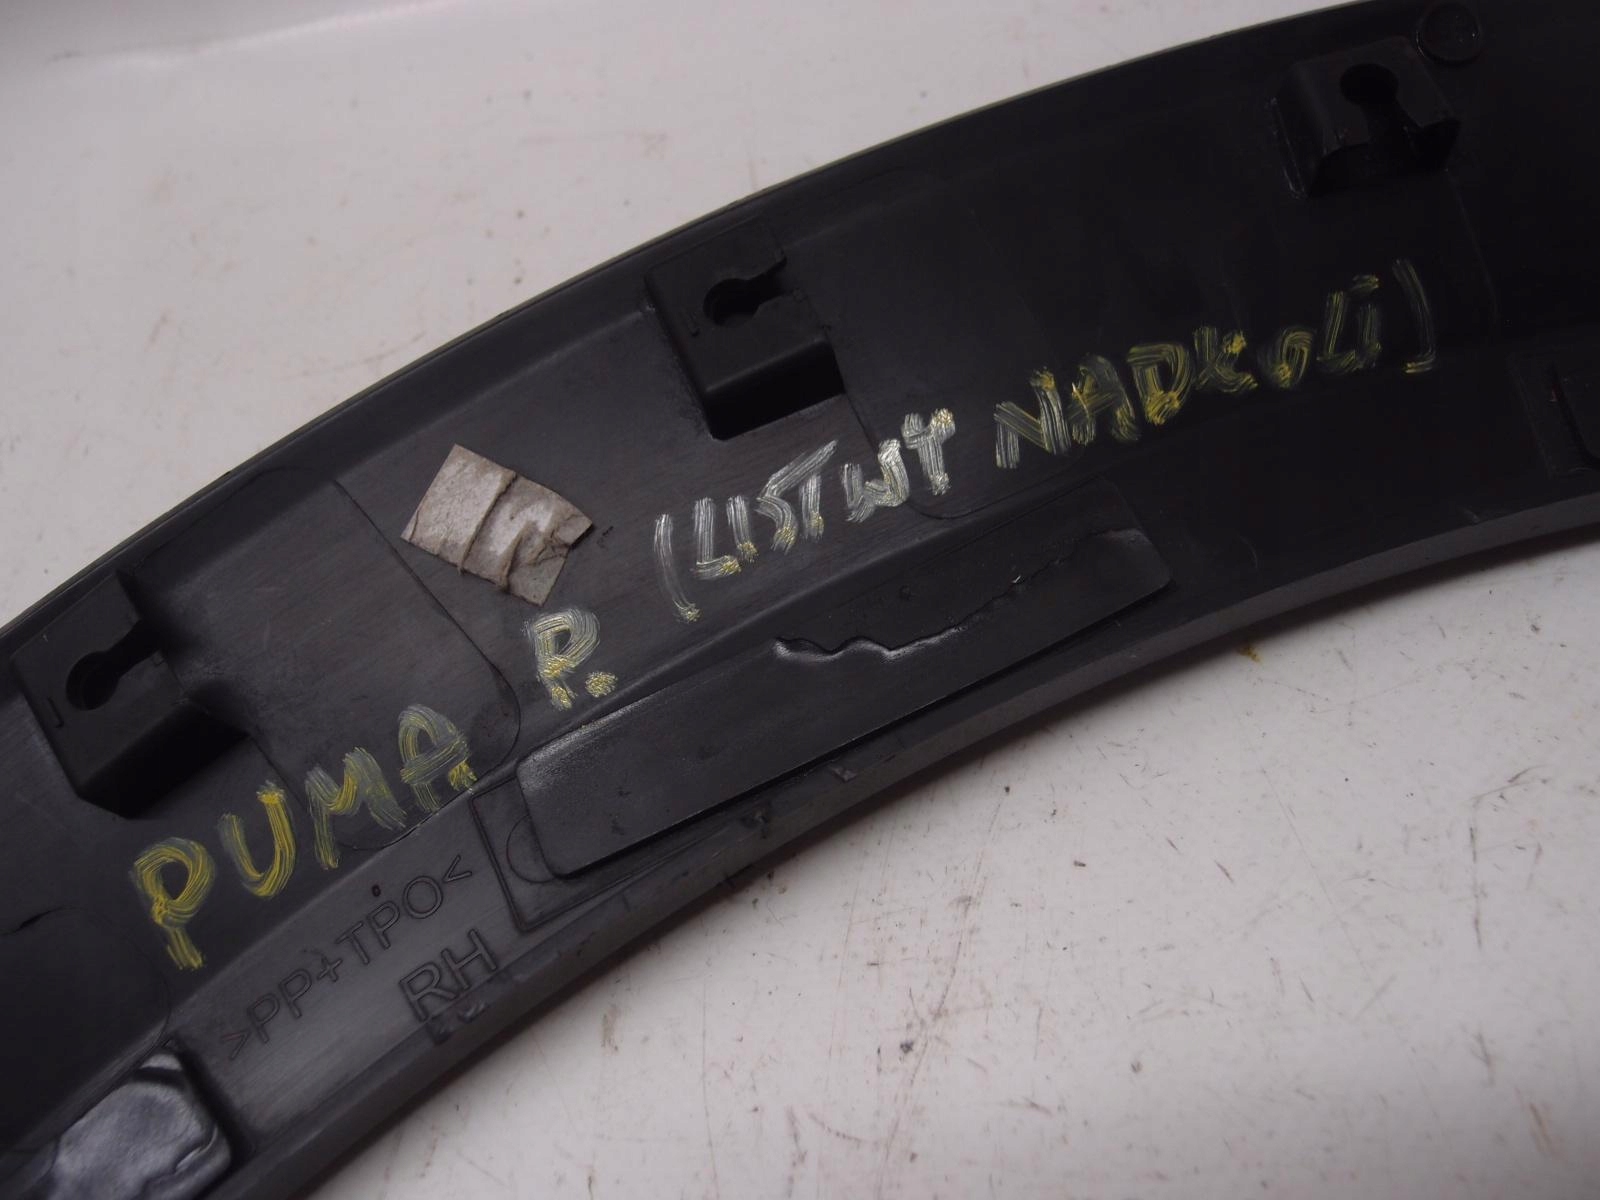 PUMA P. (LISTWY NADKOLI)
>PP+TPO<
RH